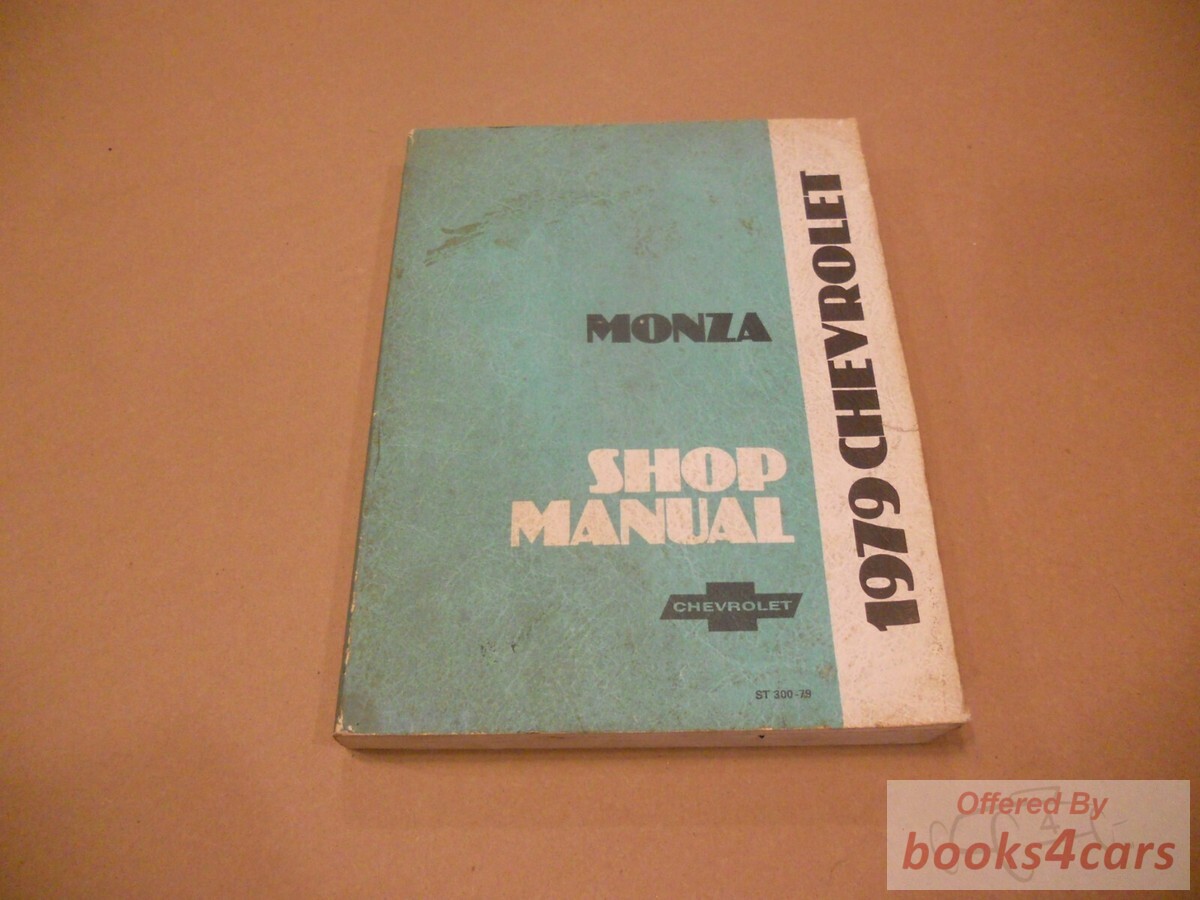 MONZA
SHOP
MANUAL
CHEVROLET
ST 300-79
1979 CHEVROLET
Offered By
books4cars